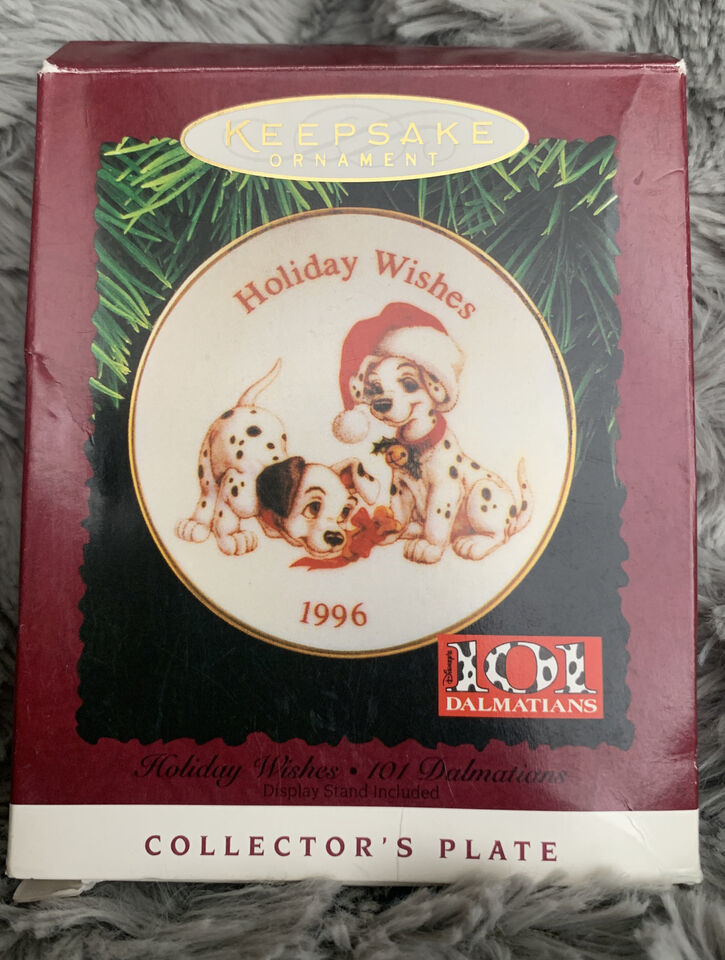 KEEPSAKE
ORNAMENT
Holiday Wishes
1996
Disney's
101
DALMATIANS
Holiday Wishes • 101 Dalmatians
Display Stand Included
COLLECTOR'S PLATE